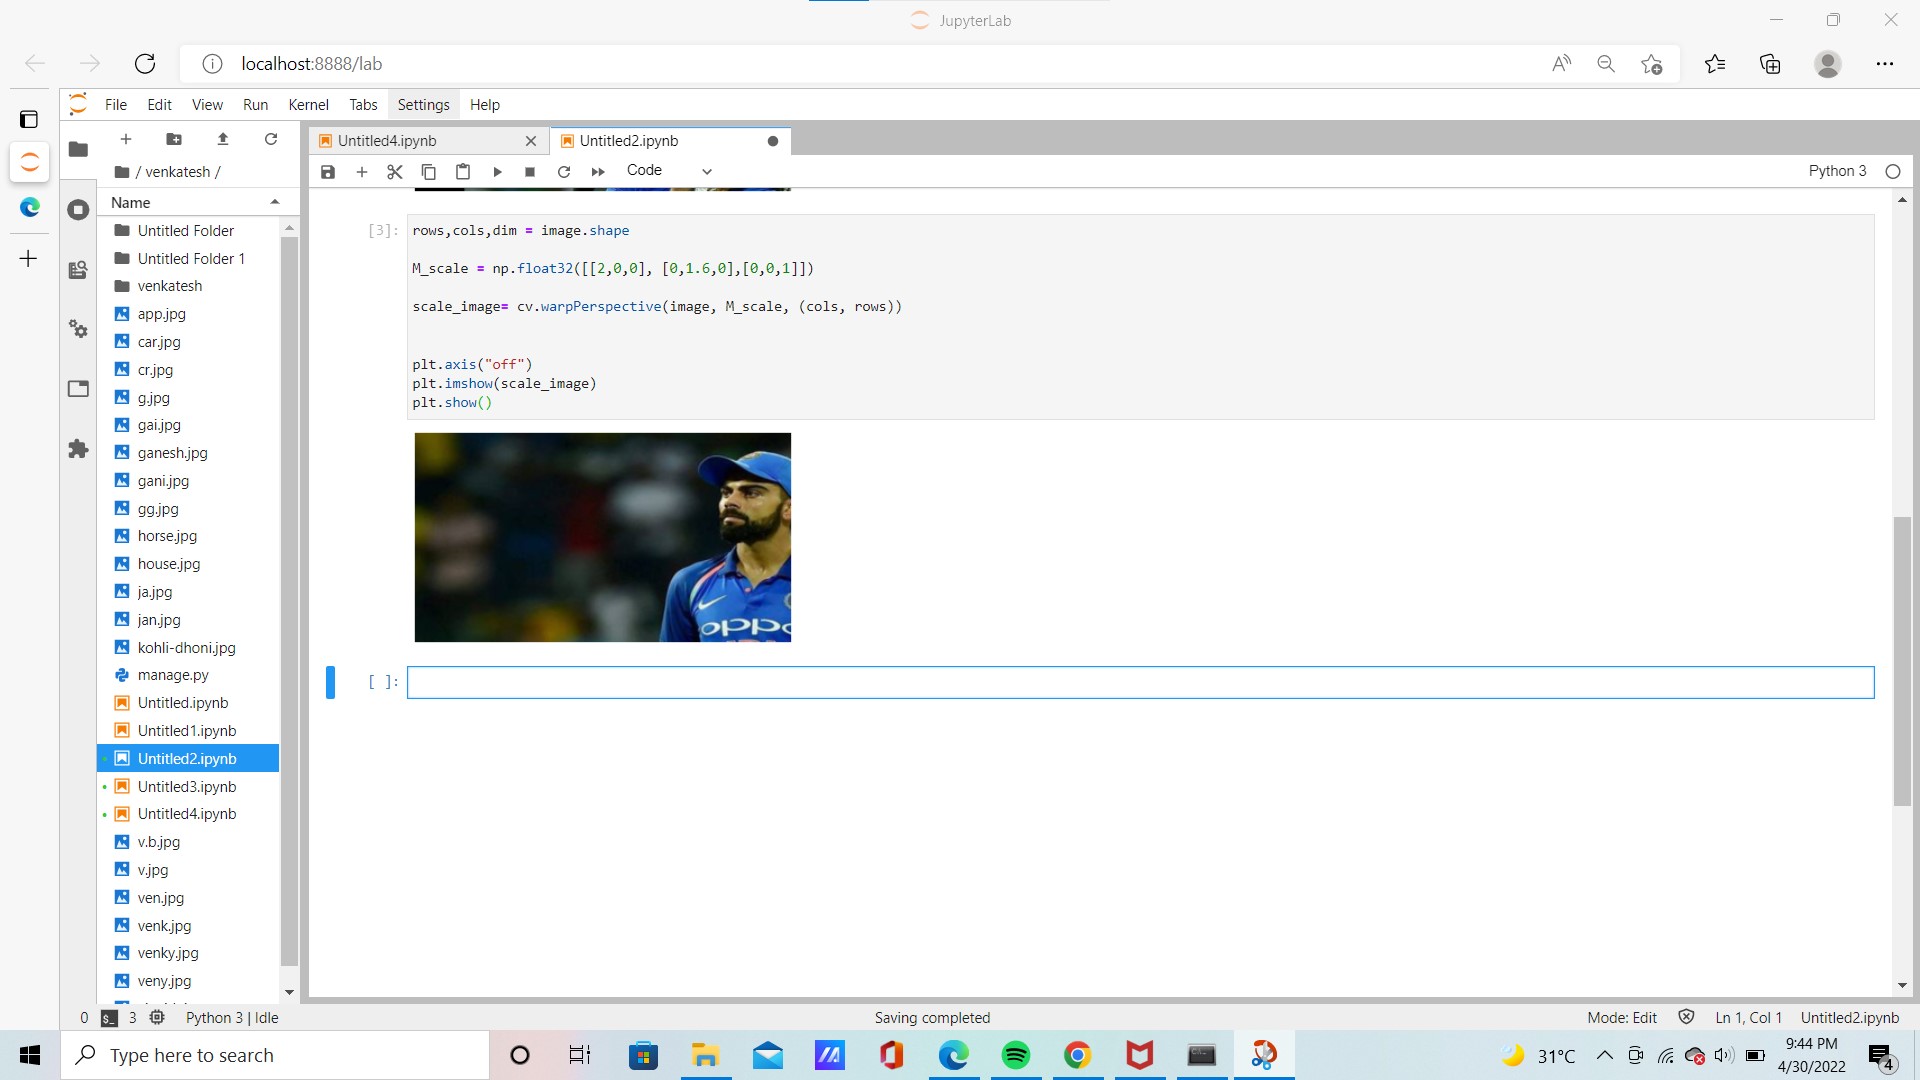 JupyterLab
localhost:8888/lab
File Edit View Run Kernel Tabs Settings Help
Untitled4.ipynb
Untitled2.ipynb
/ venkatesh /
Code
Python 3
Name
Untitled Folder
Untitled Folder 1
venkatesh
app.jpg
car.jpg
cr.jpg
g.jpg
gai.jpg
ganesh.jpg
gani.jpg
gg.jpg
horse.jpg
house.jpg
ja.jpg
jan.jpg
kohli-dhoni.jpg
manage.py
Untitled.ipynb
Untitled1.ipynb
Untitled2.ipynb
Untitled3.ipynb
Untitled4.ipynb
v.b.jpg
v.jpg
ven.jpg
venk.jpg
venky.jpg
veny.jpg
[3]:
rows,cols,dim = image.shape
M_scale = np.float32([[2,0,0], [0,1.6,0],[0,0,1]])
scale_image= cv.warpPerspective(image, M_scale, (cols, rows))
plt.axis("off")
plt.imshow(scale_image)
plt.show()
oppo
[ ]:
0 3 Python 3 | Idle
Saving completed
Mode: Edit Ln 1, Col 1 Untitled2.ipynb
Type here to search
31°C
9:44 PM
4/30/2022
4